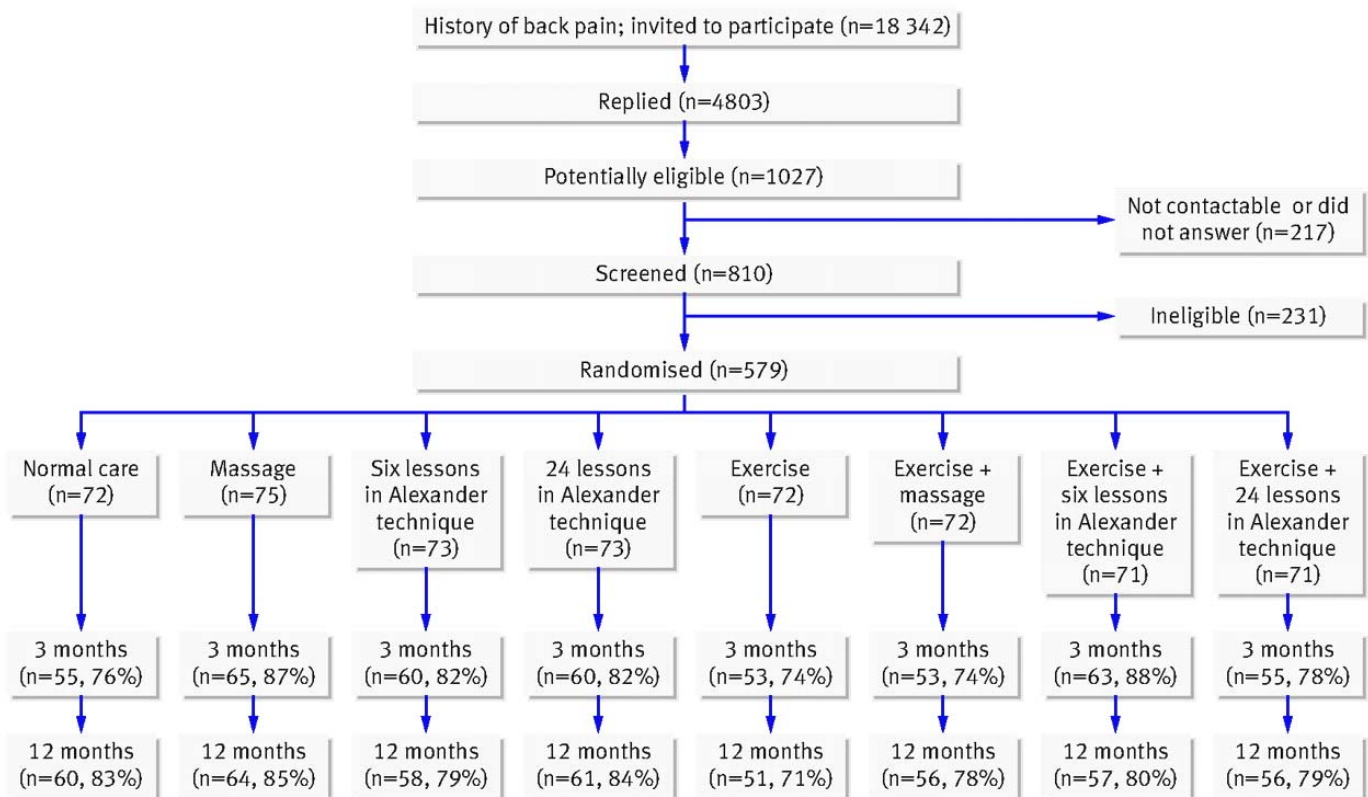 History of back pain; invited to participate (n=18 342)
Replied (n=4803)
Potentially eligible (n=1027)
Not contactable or did
not answer (n=217)
Screened (n=810)
Ineligible (n=231)
Randomised (n=579)
Normal care
(n=72)
Massage
(n=75)
Six lessons
in Alexander
technique
(n=73)
24 lessons
in Alexander
technique
(n=73)
Exercise
(n=72)
Exercise +
massage
(n=72)
Exercise +
six lessons
in Alexander
technique
(n=71)
Exercise +
24 lessons
in Alexander
technique
(n=71)
3 months
(n=55, 76%)
3 months
(n=65, 87%)
3 months
(n=60, 82%)
3 months
(n=60, 82%)
3 months
(n=53, 74%)
3 months
(n=53, 74%)
3 months
(n=63, 88%)
3 months
(n=55, 78%)
12 months
(n=60, 83%)
12 months
(n=64, 85%)
12 months
(n=58, 79%)
12 months
(n=61, 84%)
12 months
(n=51, 71%)
12 months
(n=56, 78%)
12 months
(n=57, 80%)
12 months
(n=56, 79%)